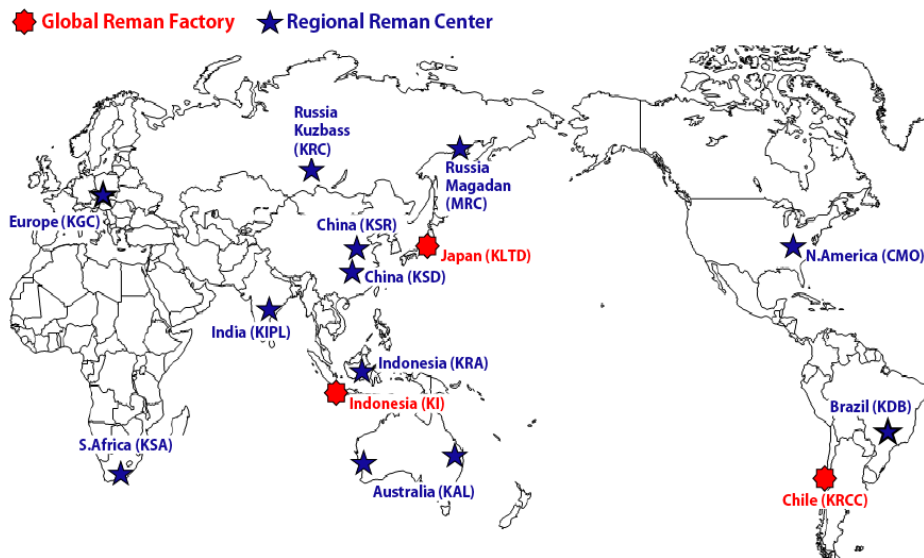 Global Reman Factory
Regional Reman Center
Russia
Kuzbass
(KRC)
Russia
Magadan
(MRC)
Europe (KGC)
China (KSR)
Japan (KLTD)
N.America (CMO)
China (KSD)
India (KIPL)
Indonesia (KRA)
Indonesia (KI)
Brazil (KDB)
S.Africa (KSA)
Australia (KAL)
Chile (KRCC)